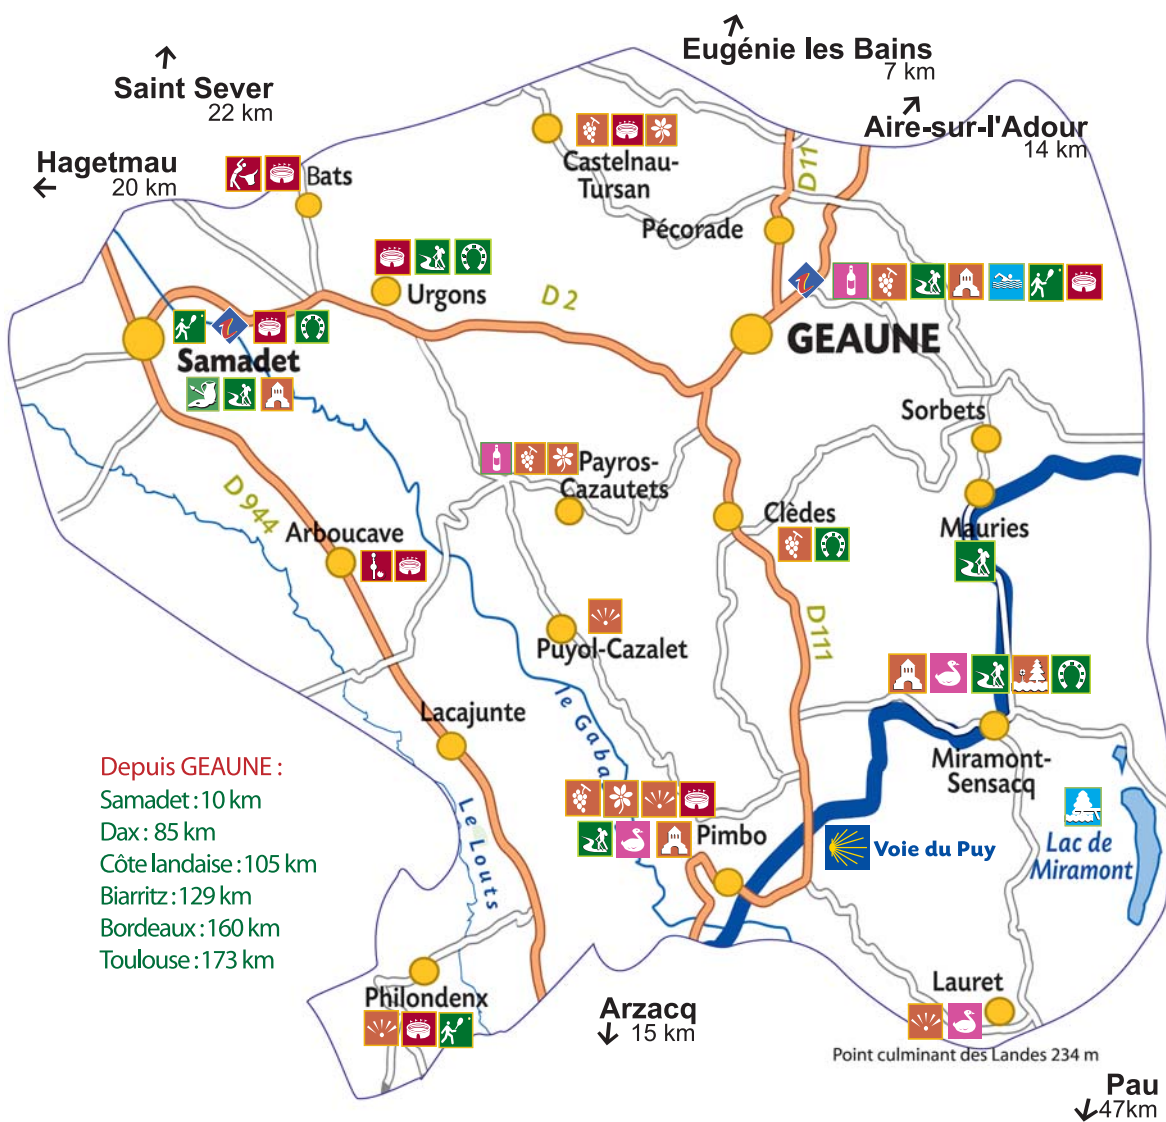 Eugénie les Bains
7 km
Saint Sever
22 km
Aire-sur-l'Adour
14 km
Hagetmau
20 km
Bats
Castelnau-
Tursan
D11
Pécorade
Urgons
D 2
GEAUNE
Samadet
Sorbets
Payros-
Cazautets
D 944
Clèdes
Mauries
Arboucave
D111
Puyol-Cazalet
le Gaba
Lacajunte
Miramont-
Sensacq
Depuis GEAUNE :
Samadet : 10 km
Dax : 85 km
Côte landaise : 105 km
Biarritz : 129 km
Bordeaux : 160 km
Toulouse : 173 km
Le Louts
Pimbo
Voie du Puy
Lac de
Miramont
Philondenx
Lauret
Arzacq
15 km
Point culminant des Landes 234 m
Pau
47km